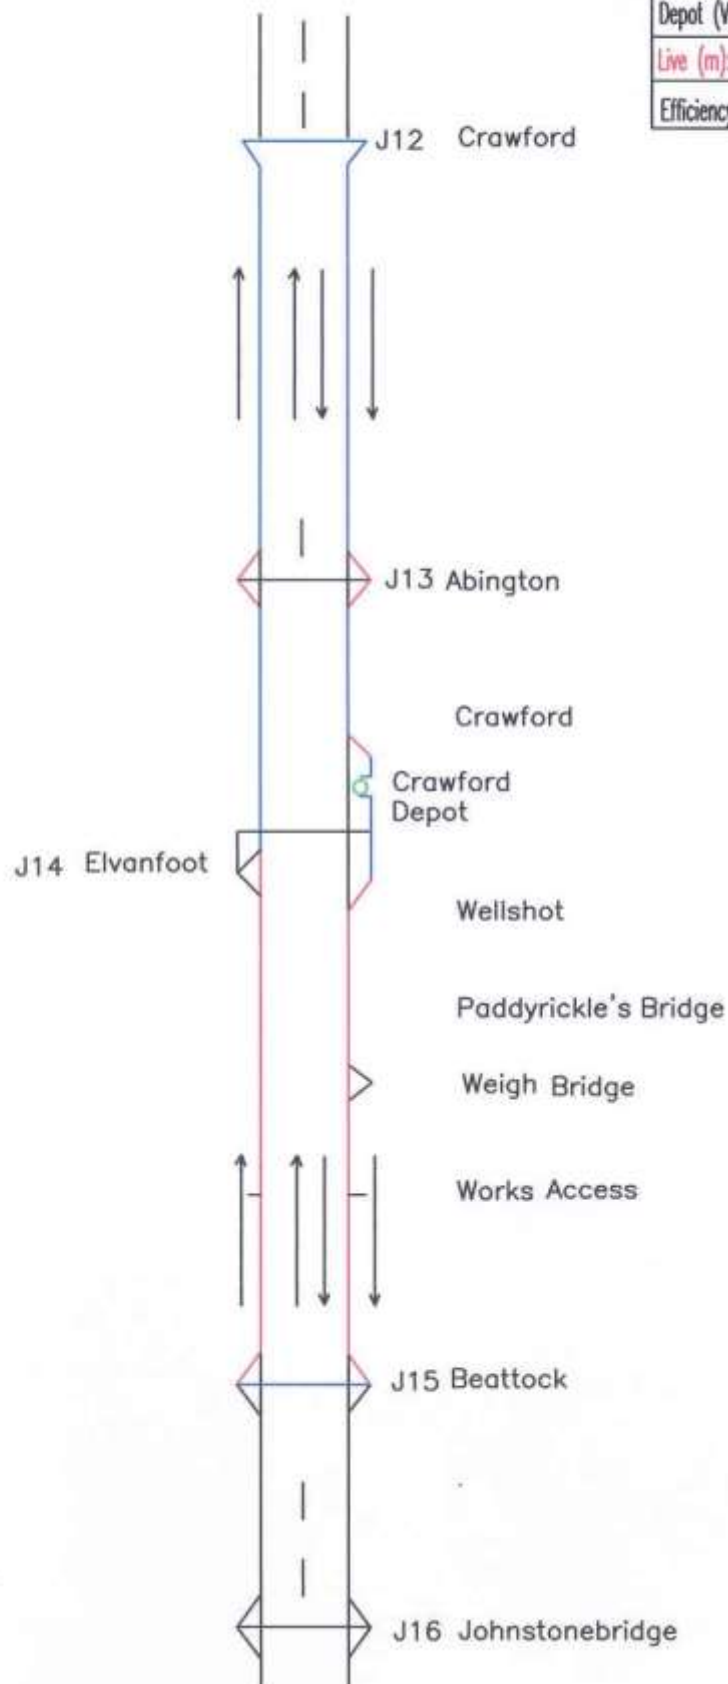 Depot
Live (m):
Efficiency
J12 Crawford
J13 Abington
Crawford
Crawford
Depot
J14 Elvanfoot
Wellshot
Paddyrickle's Bridge
Weigh Bridge
Works Access
J15 Beattock
J16 Johnstonebridge